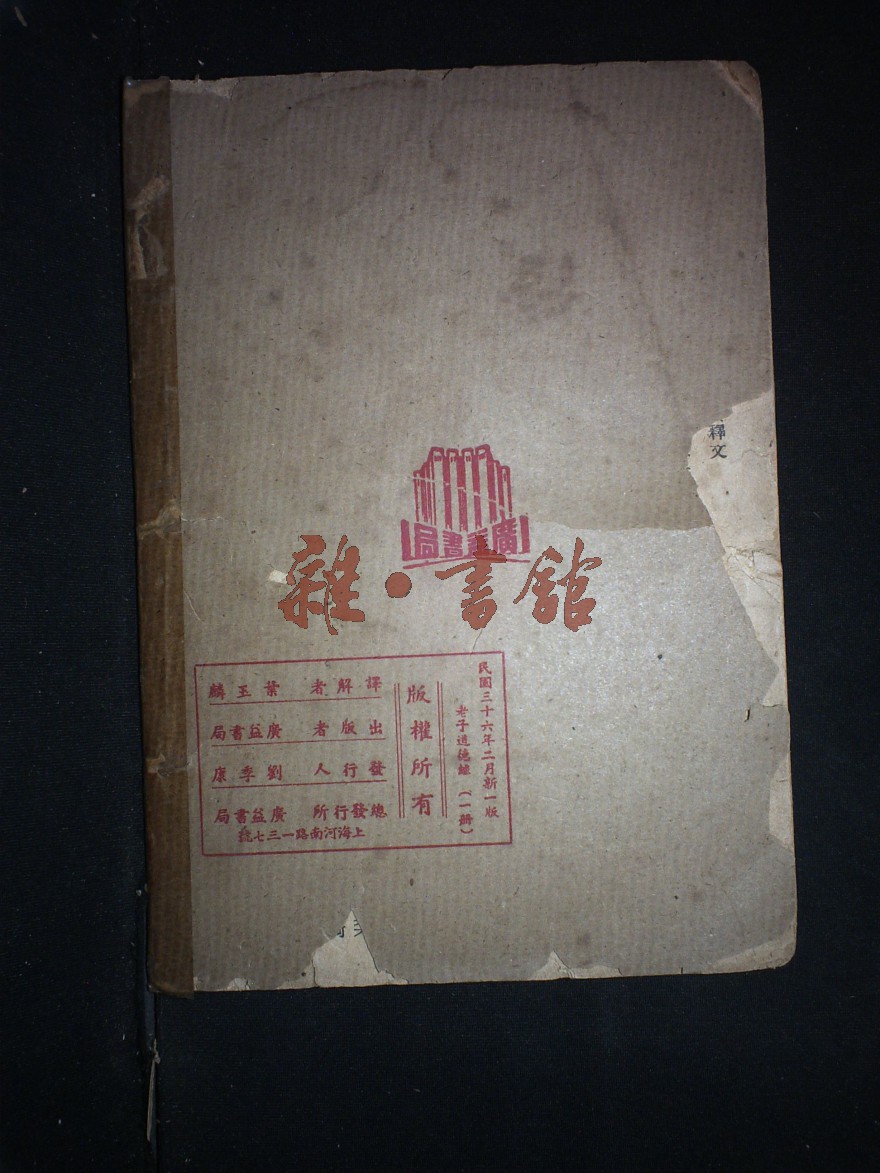 釋文
廣益書局
雜·書館
民國三十六年二月新一版
老子道德經（一册）
版權所有
譯解者 葉玉麟
出版者 廣益書局
發行人 劉季康
總發行所 廣益書局
上海河南路一三七號